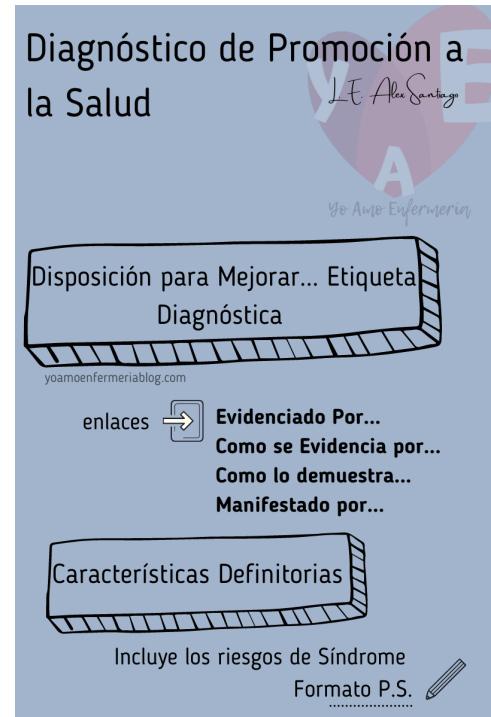 Diagnóstico de Promoción a
la Salud
L.E. Alex Santiago
Y E
A
Yo Amo Enfermería
Disposición para Mejorar... Etiqueta
Diagnóstica
yoamoenfermeriablog.com
enlaces
Evidenciado Por...
Como se Evidencia por...
Como lo demuestra...
Manifestado por...
Características Definitorias
Incluye los riesgos de Síndrome
Formato P.S.